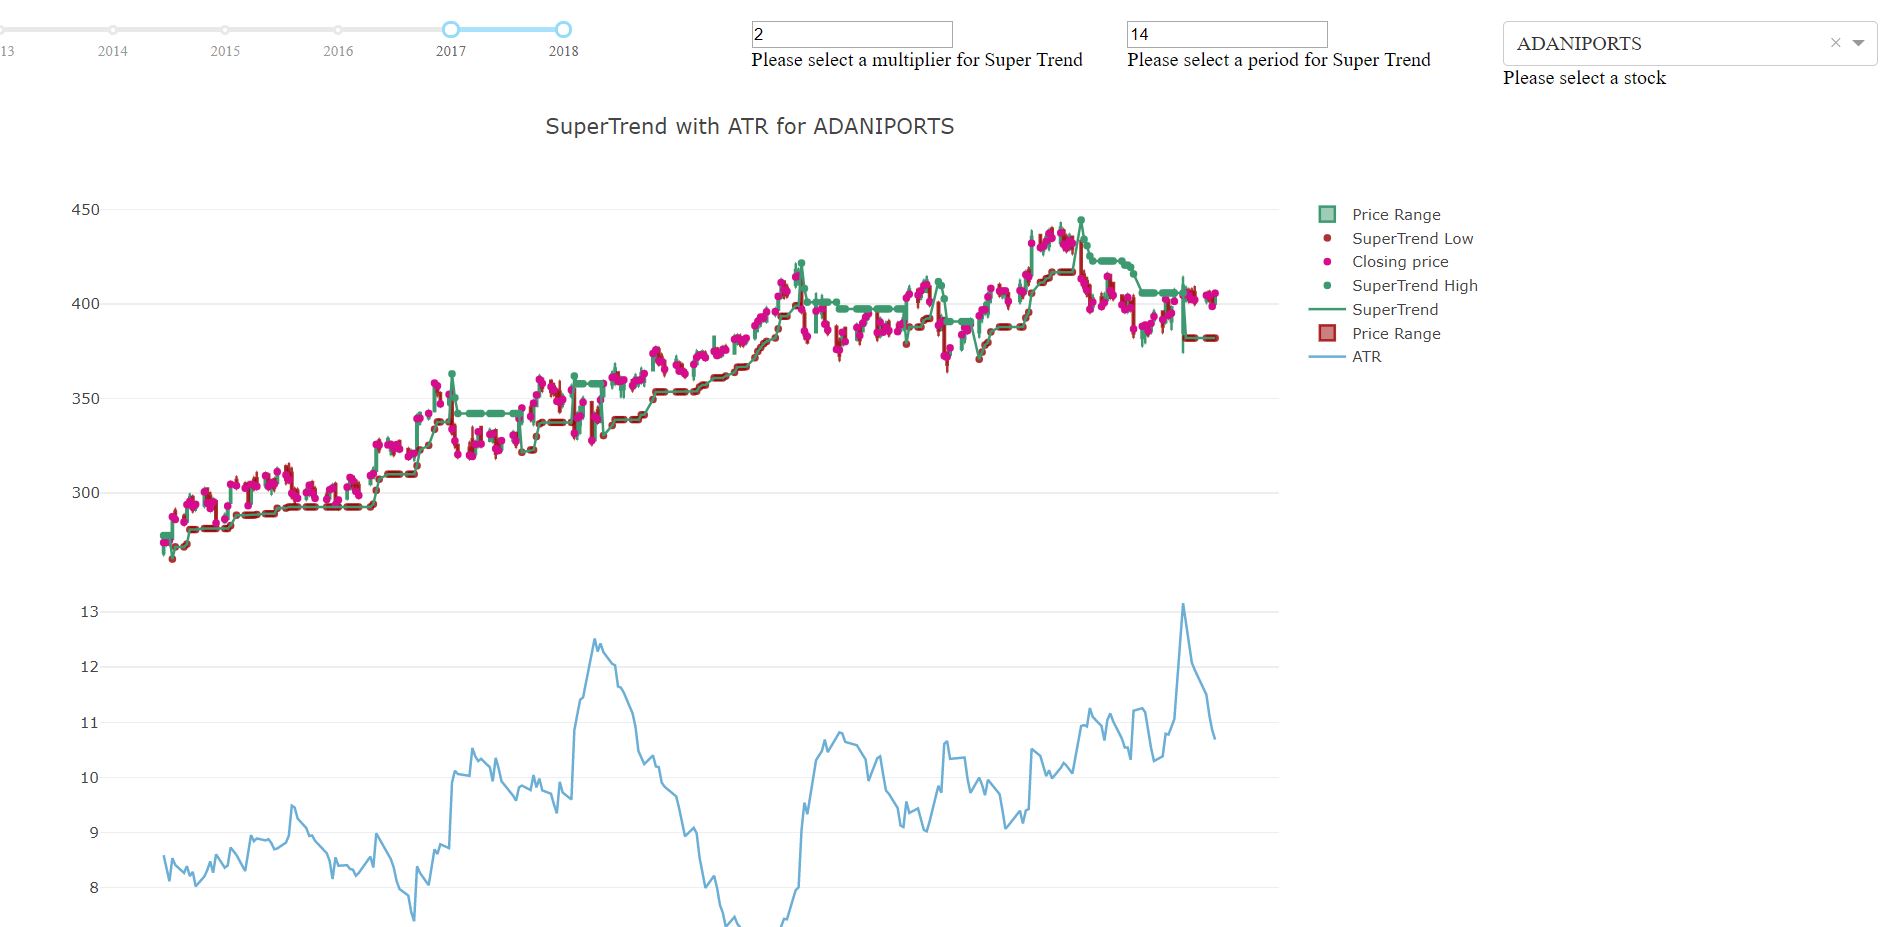 13 2014 2015 2016 2017 2018
2
Please select a multiplier for Super Trend
14
Please select a period for Super Trend
ADANIPORTS × 
Please select a stock
SuperTrend with ATR for ADANIPORTS
450
400
350
300
Price Range
SuperTrend Low
Closing price
SuperTrend High
SuperTrend
Price Range
ATR
13
12
11
10
9
8